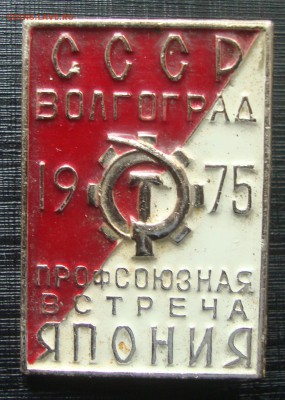 СССР
ВОЛГОГРАД
19 Т 75
ПРОФСОЮЗНАЯ
ВСТРЕЧА
ЯПОНИЯ